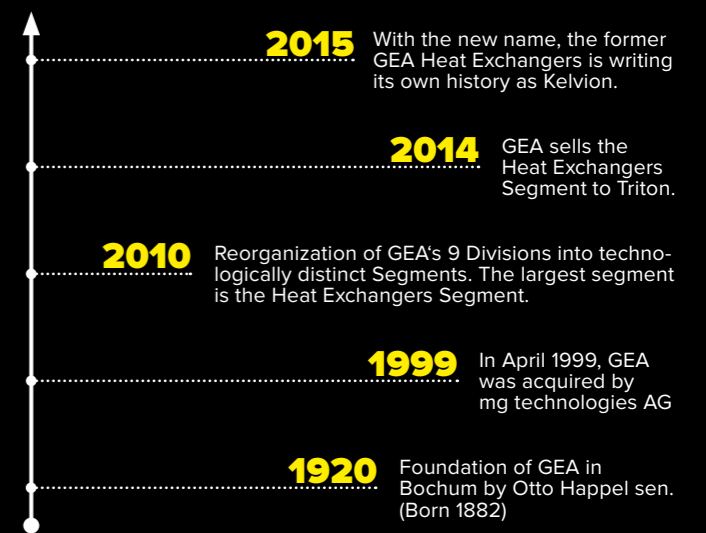 2015
With the new name, the former
GEA Heat Exchangers is writing
its own history as Kelvion.
2014
GEA sells the
Heat Exchangers
Segment to Triton.
2010
Reorganization of GEA‘s 9 Divisions into techno-
logically distinct Segments. The largest segment
is the Heat Exchangers Segment.
1999
In April 1999, GEA
was acquired by
mg technologies AG
1920
Foundation of GEA in
Bochum by Otto Happel sen.
(Born 1882)